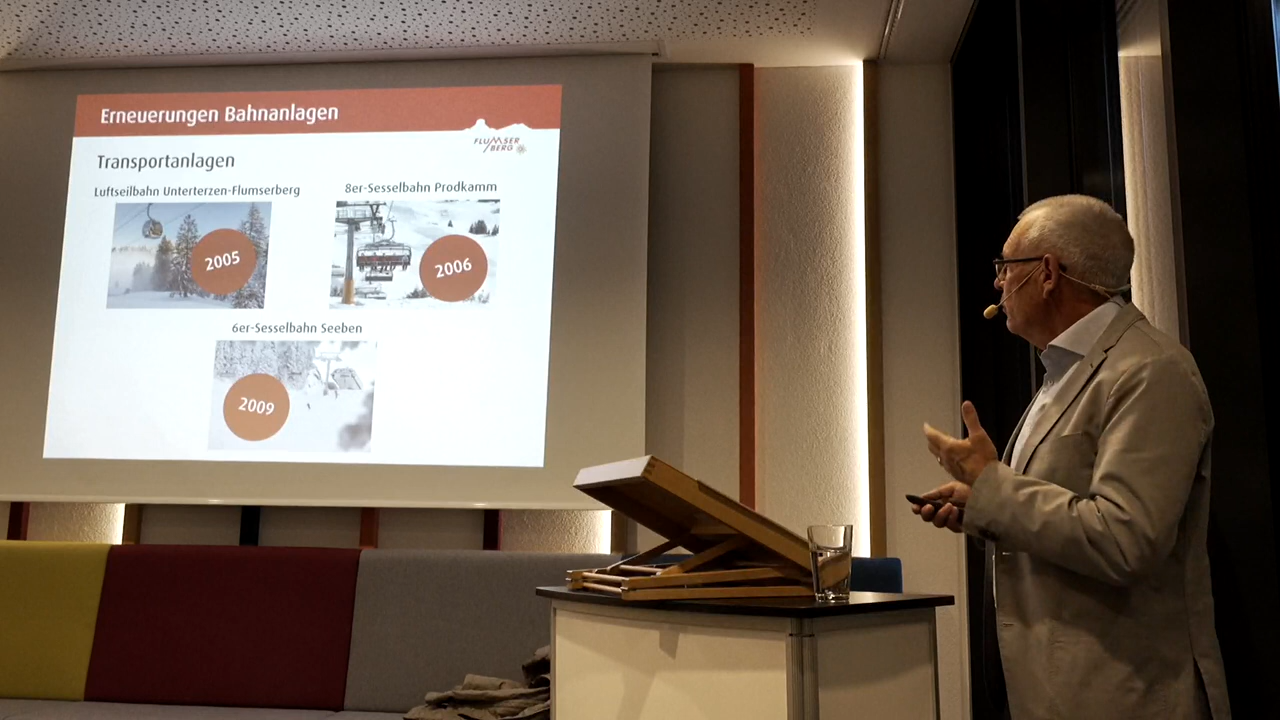 Erneuerungen Bahnanlagen
FLUMSER
BERG
Transportanlagen
Luftseilbahn Unterterzen-Flumserberg
8er-Sesselbahn Prodkamm
2005
2006
6er-Sesselbahn Seeben
2009